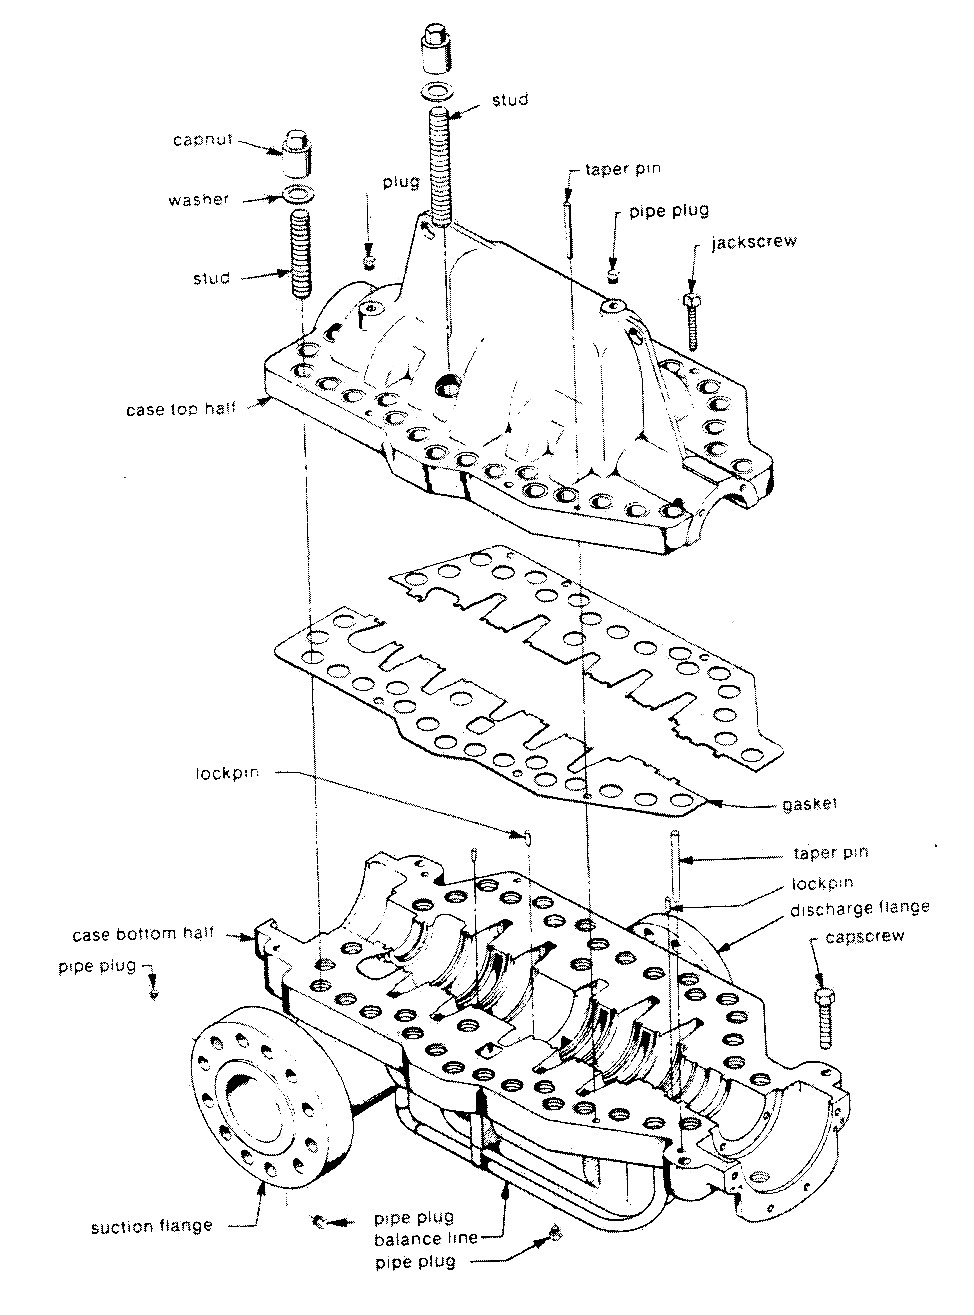 stud
capnut
taper pin
plug
washer
pipe plug
jackscrew
stud
case top half
lockpin
gasket
taper pin
lockpin
discharge flange
case bottom half
capscrew
pipe plug
suction flange
pipe plug
balance line
pipe plug